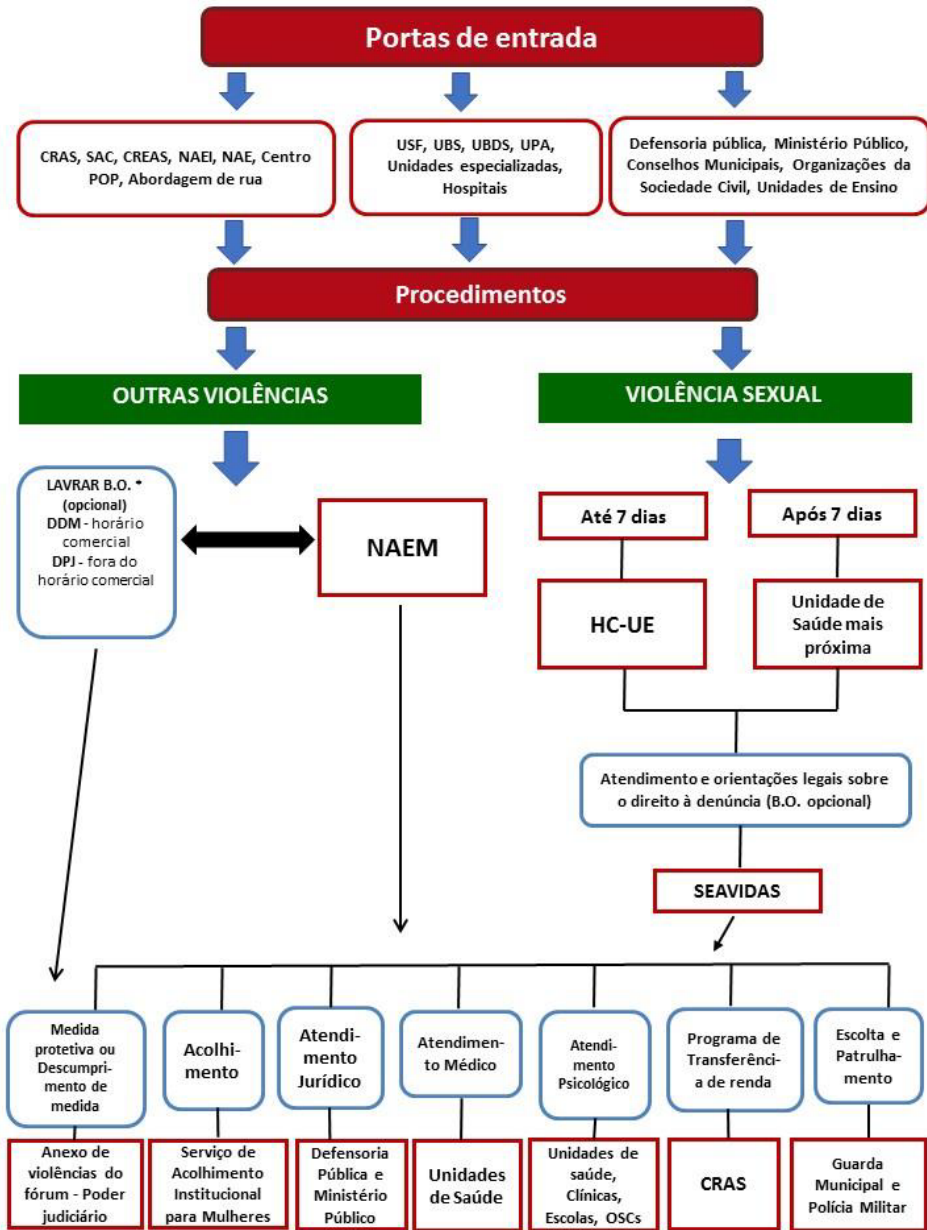 Portas de entrada
CRAS, SAC, CREAS, NAEI, NAE, Centro
POP, Abordagem de rua
USF, UBS, UBDS, UPA,
Unidades especializadas,
Hospitais
Defensoria pública, Ministério Público,
Conselhos Municipais, Organizações da
Sociedade Civil, Unidades de Ensino
Procedimentos
OUTRAS VIOLÊNCIAS
VIOLÊNCIA SEXUAL
LAVRAR B.O. *
(opcional)
DDM - horário
comercial
DPJ - fora do
horário comercial
NAEM
Até 7 dias
Após 7 dias
HC-UE
Unidade de
Saúde mais
próxima
Atendimento e orientações legais sobre
o direito à denúncia (B.O. opcional)
SEAVIDAS
Medida
protetiva ou
Descumpri-
mento de
medida
Acolhi-
mento
Atendi-
mento
Jurídico
Atendimen-
to Médico
Atendi-
mento
Psicológico
Programa de
Transferênci-
a de renda
Escolta e
Patrulha-
mento
Anexo de
violências do
fórum - Poder
judiciário
Serviço de
Acolhimento
Institucional
para Mulheres
Defensoria
Pública e
Ministério
Público
Unidades
de Saúde
Unidades de
saúde,
Clínicas,
Escolas, OSCs
CRAS
Guarda
Municipal e
Polícia Militar